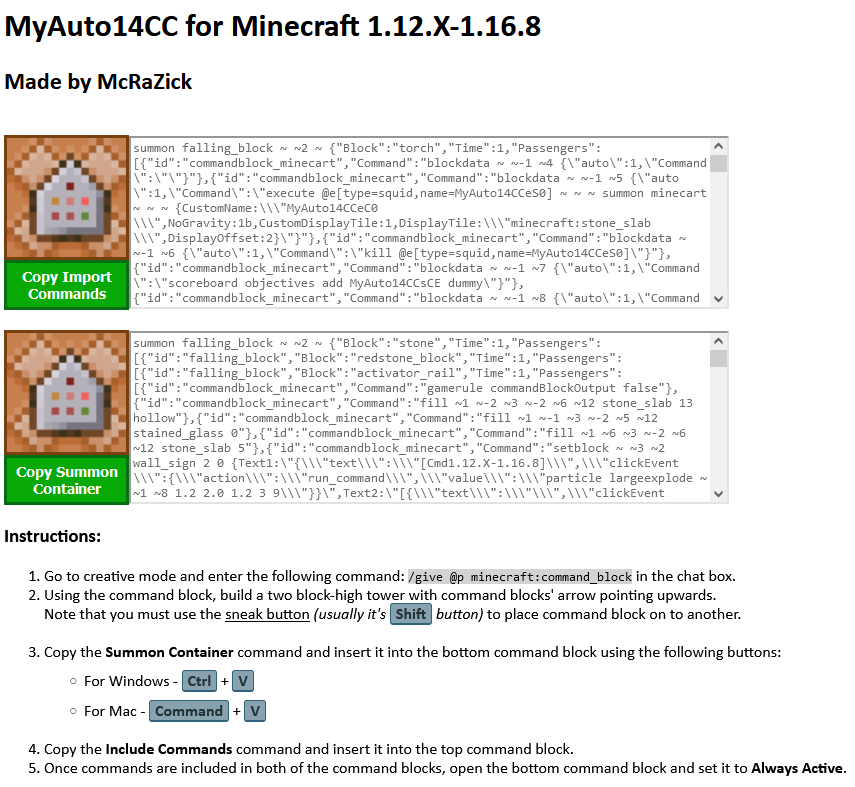 MyAuto14CC for Minecraft 1.12.X-1.16.8
Made by McRaZick
summon falling_block ~ ~2 ~ {"Block":"torch","Time":1,"Passengers":
[{"id":"commandblock_minecart","Command":"blockdata ~ ~-1 ~4 {\"auto\":1,\"Command
\":\"\"}"},{"id":"commandblock_minecart","Command":"blockdata ~ ~-1 ~5 {\"auto
\":1,\"Command\":\"execute @e[type=squid,name=MyAuto14CCeS0] ~ ~ ~ summon minecart
~ ~ ~ {CustomName:\\\"MyAuto14CCeC0
\\\",NoGravity:1b,CustomDisplayTile:1,DisplayTile:\\\"minecraft:stone_slab
\\\",DisplayOffset:2}\"}"},{"id":"commandblock_minecart","Command":"blockdata ~
~-1 ~6 {\"auto\":1,\"Command\":\"kill @e[type=squid,name=MyAuto14CCeS0]\"}"},
{"id":"commandblock_minecart","Command":"blockdata ~ ~-1 ~7 {\"auto\":1,\"Command
\":\"scoreboard objectives add MyAuto14CCsCE dummy\"}"},
{"id":"commandblock_minecart","Command":"blockdata ~ ~-1 ~8 {\"auto\":1,\"Command
Copy Import
Commands
summon falling_block ~ ~2 ~ {"Block":"stone","Time":1,"Passengers":
[{"id":"falling_block","Block":"redstone_block","Time":1,"Passengers":
[{"id":"falling_block","Block":"activator_rail","Time":1,"Passengers":
[{"id":"commandblock_minecart","Command":"gamerule commandBlockOutput false"},
{"id":"commandblock_minecart","Command":"fill ~1 ~-2 ~3 ~-2 ~6 ~12 stone_slab 13
hollow"},{"id":"commandblock_minecart","Command":"fill ~1 ~-1 ~3 ~-2 ~5 ~12
stained_glass 0"},{"id":"commandblock_minecart","Command":"fill ~1 ~6 ~3 ~-2 ~6
~12 stone_slab 5"},{"id":"commandblock_minecart","Command":"setblock ~ ~3 ~2
wall_sign 2 0 {Text1:\"{\\\"text\\\":\\\"[Cmd1.12.X-1.16.8]\\\",\\\"clickEvent
\\\":{\\\"action\\\":\\\"run_command\\\",\\\"value\\\":\\\"particle largeexplode ~
~1 ~8 1.2 2.0 1.2 3 9\\\"}}\",Text2:\"[{\\\"text\\\":\\\"\\\",\\\"clickEvent
Copy Summon
Container
Instructions:
1. Go to creative mode and enter the following command: /give @p minecraft:command_block in the chat box.
2. Using the command block, build a two block-high tower with command blocks' arrow pointing upwards.
Note that you must use the sneak button (usually it's Shift button) to place command block on to another.
3. Copy the Summon Container command and insert it into the bottom command block using the following buttons:
○ For Windows - Ctrl + V
○ For Mac - Command + V
4. Copy the Include Commands command and insert it into the top command block.
5. Once commands are included in both of the command blocks, open the bottom command block and set it to Always Active.